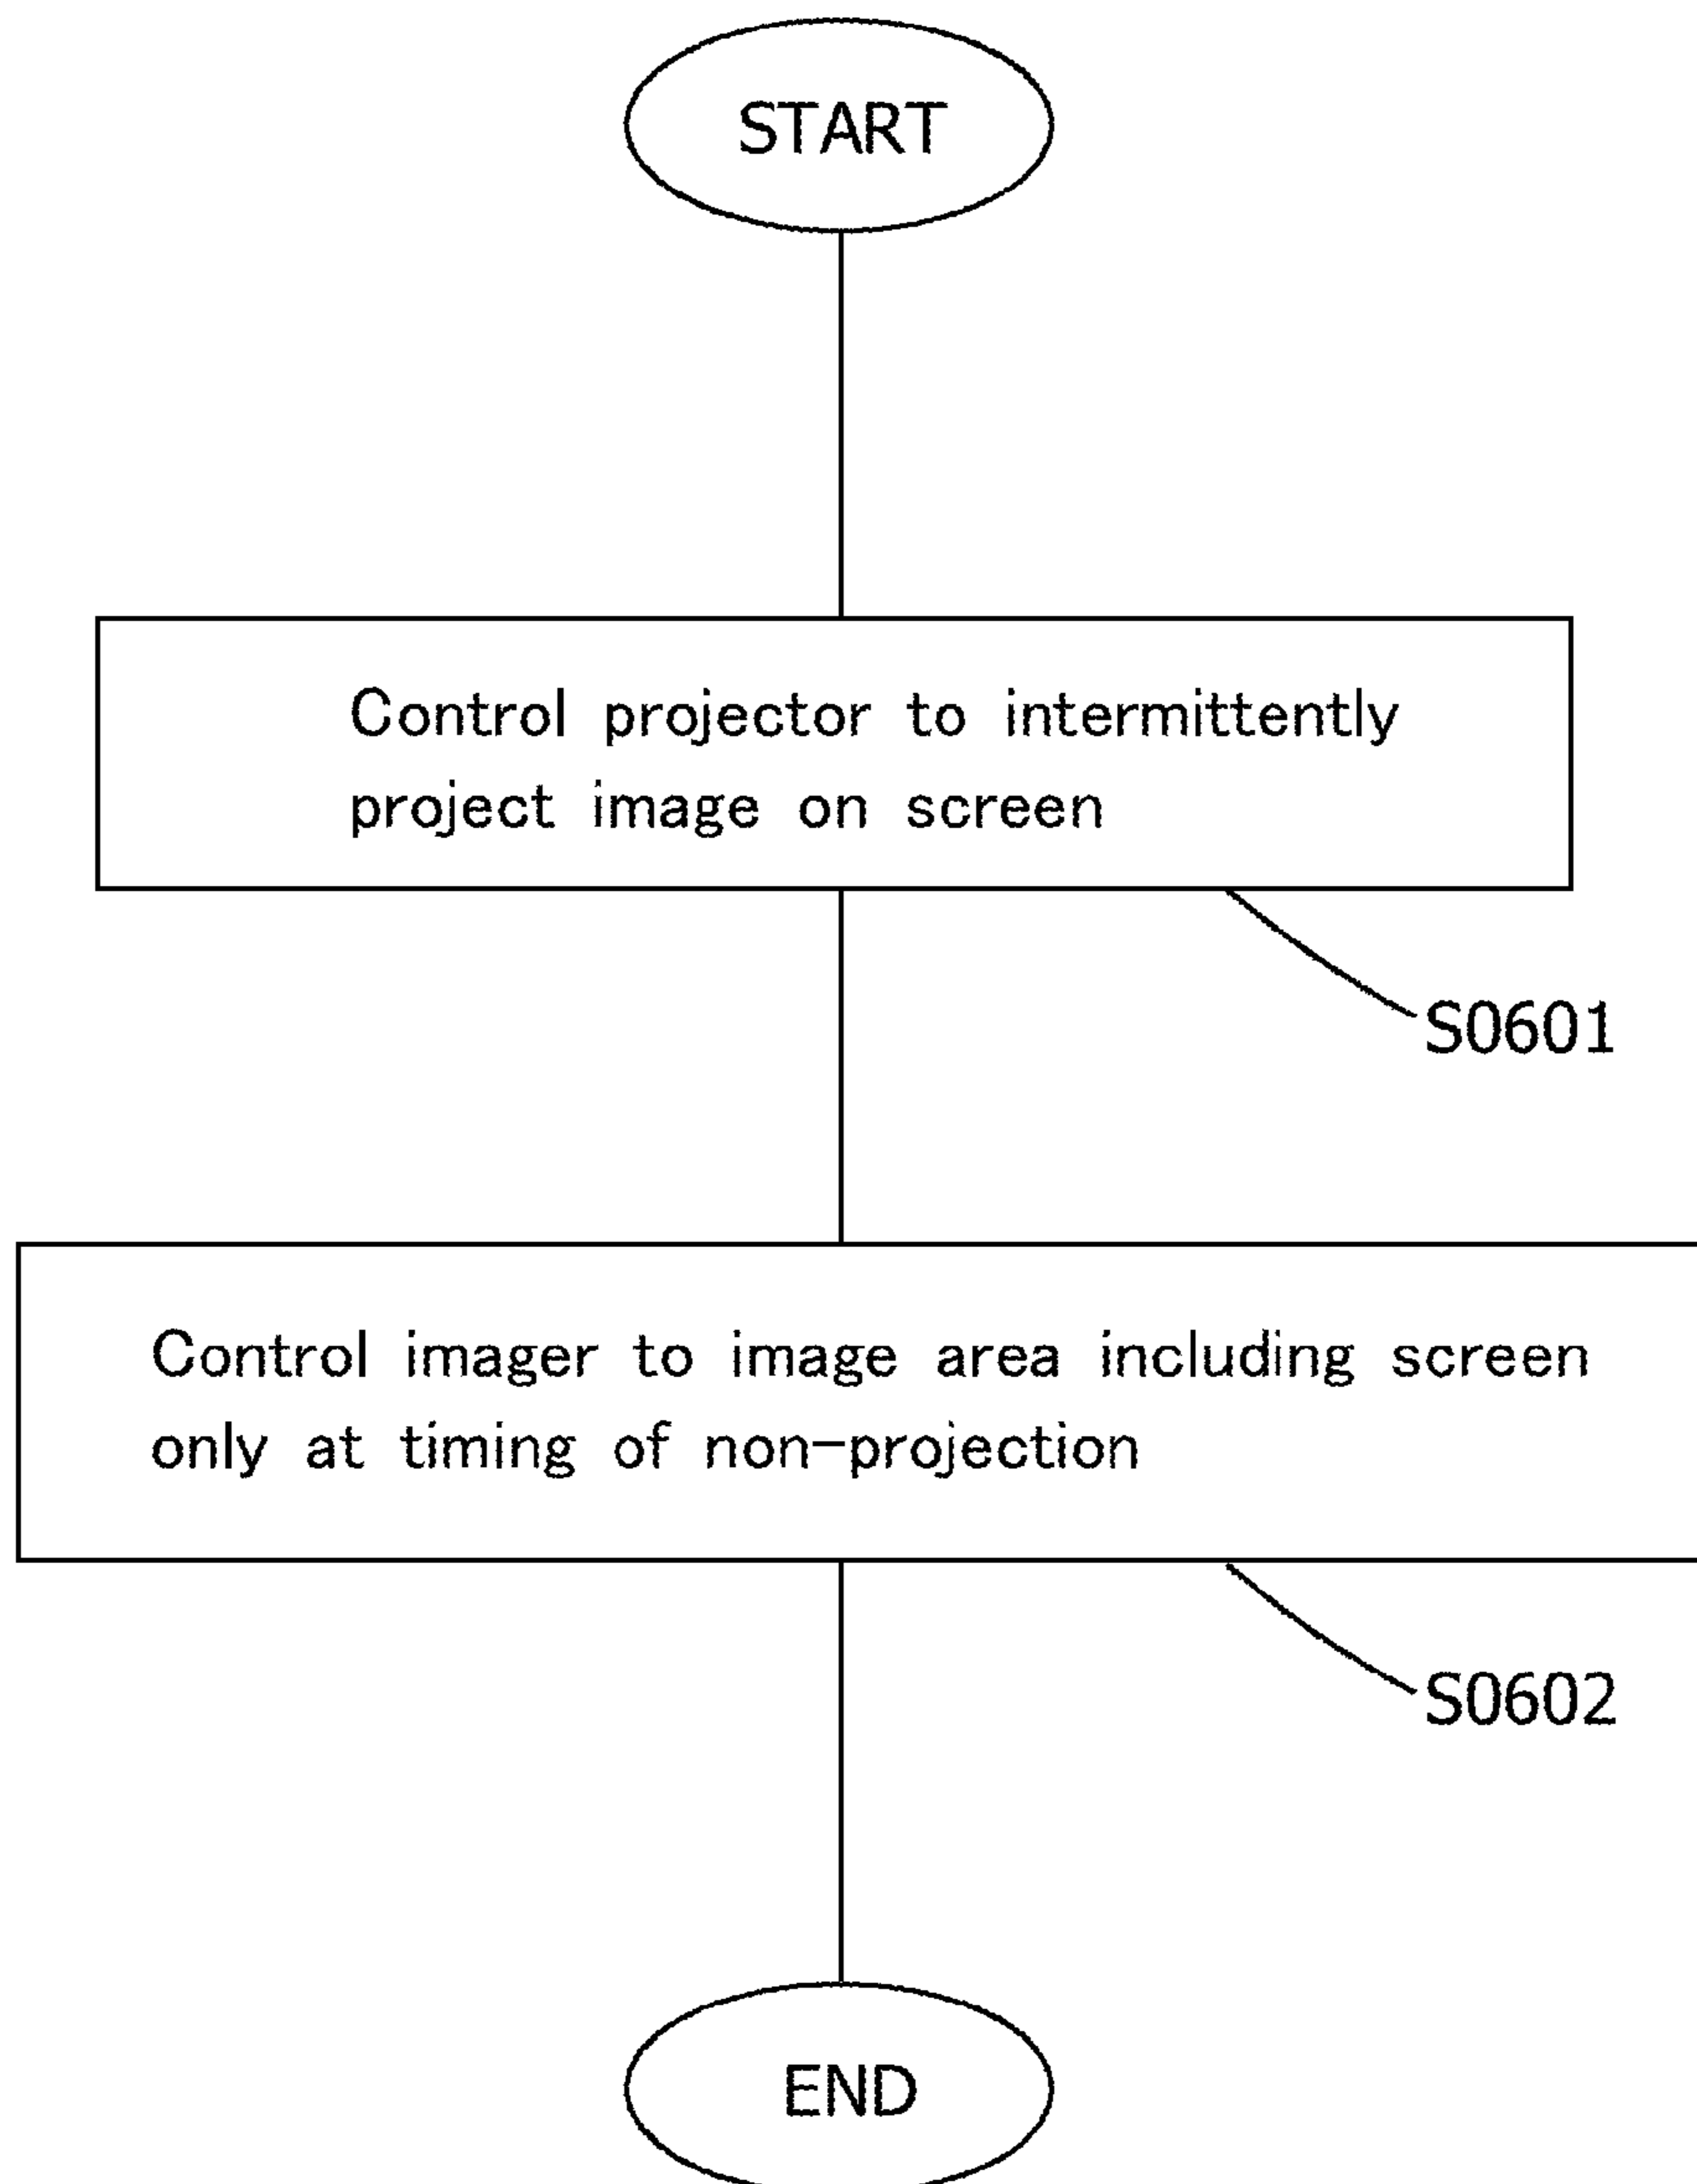 START
Control projector to intermittently
project image on screen
S0601
Control imager to image area including screen
only at timing of non-projection
S0602
END